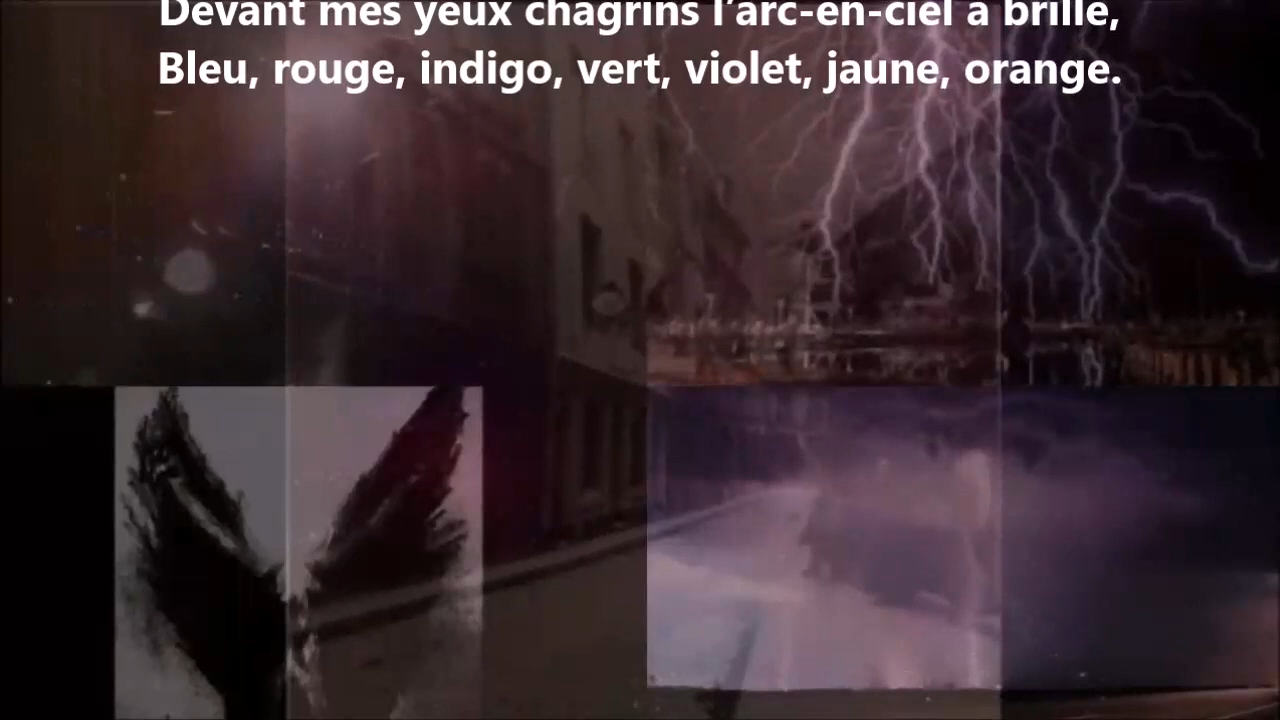 Devant mes yeux chagrins l'arc-en-ciel a brillé,
Bleu, rouge, indigo, vert, violet, jaune, orange.